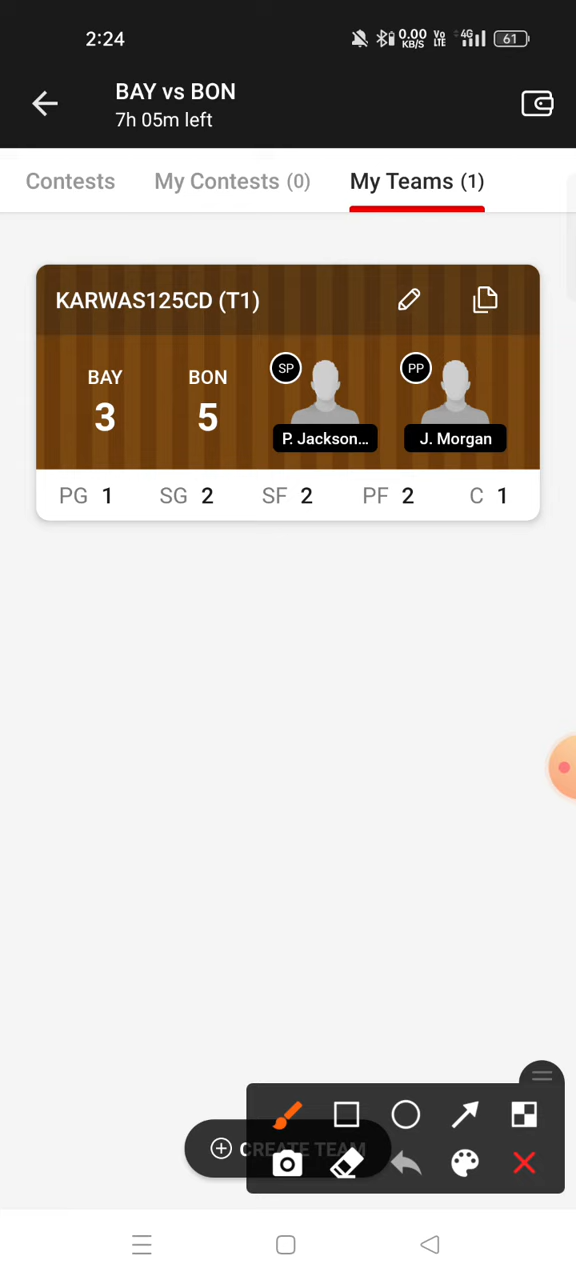 2:24
0.00 KB/S
Vo LTE
4G
61
BAY vs BON
7h 05m left
Contests
My Contests (0)
My Teams (1)
KARWAS125CD (T1)
SP
PP
BAY
BON
3
5
P. Jackson...
J. Morgan
PG 1
SG 2
SF 2
PF 2
C 1
CREATE TEAM